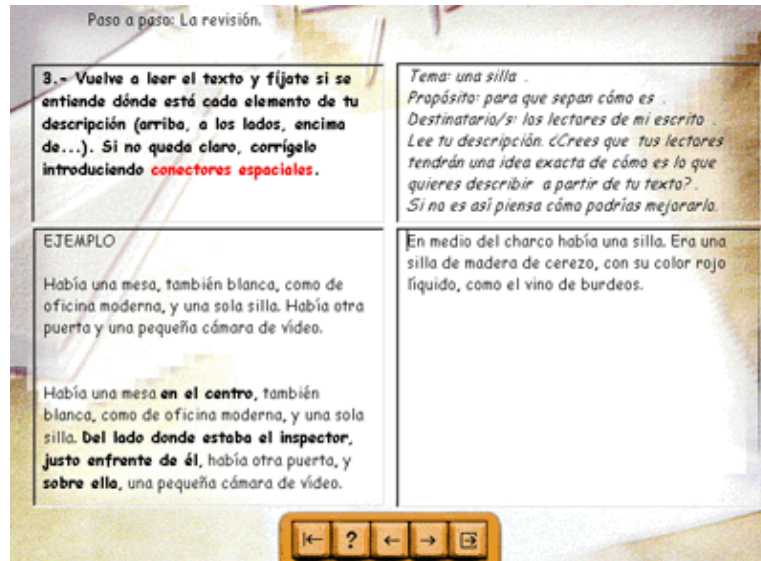 Paso a paso: La revisión.
3.- Vuelve a leer el texto y fíjate si se
entiende dónde está cada elemento de tu
descripción (arriba, a los lados, encima
de...). Si no queda claro, corrígelo
introduciendo conectores espaciales.
Tema: una silla .
Propósito: para que sepan cómo es .
Destinatario/s: los lectores de mi escrito .
Lee tu descripción. ¿Crees que tus lectores
tendrán una idea exacta de cómo es lo que
quieres describir a partir de tu texto? .
Si no es así piensa cómo podrías mejorarlo.
EJEMPLO
Había una mesa, también blanca, como de
oficina moderna, y una sola silla. Había otra
puerta y una pequeña cámara de vídeo.
Había una mesa en el centro, también
blanca, como de oficina moderna, y una sola
silla. Del lado donde estaba el inspector,
justo enfrente de él, había otra puerta, y
sobre ella, una pequeña cámara de vídeo.
En medio del charco había una silla. Era una
silla de madera de cerezo, con su color rojo
líquido, como el vino de burdeos.
?